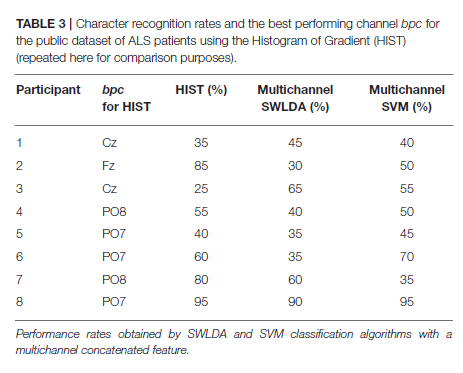 TABLE 3 | Character recognition rates and the best performing channel bpc for
the public dataset of ALS patients using the Histogram of Gradient (HIST)
(repeated here for comparison purposes).
Participant bpc HIST (%) Multichannel Multichannel
for HIST SWLDA (%) SVM (%)
1 Cz 35 45 40
2 Fz 85 30 50
3 Cz 25 65 55
4 PO8 55 40 50
5 PO7 40 35 45
6 PO7 60 35 70
7 PO8 80 60 35
8 PO7 95 90 95
Performance rates obtained by SWLDA and SVM classification algorithms with a
multichannel concatenated feature.